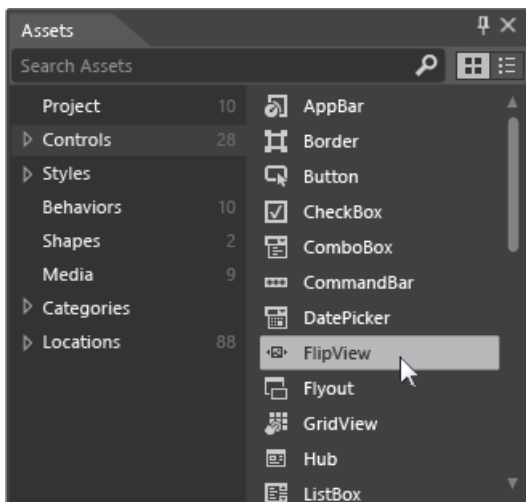 Assets
Search Assets
Project 10
Controls 28
Styles
Behaviors 10
Shapes 2
Media 9
Categories
Locations 88
AppBar
Border
Button
CheckBox
ComboBox
CommandBar
DatePicker
FlipView
Flyout
GridView
Hub
ListBox